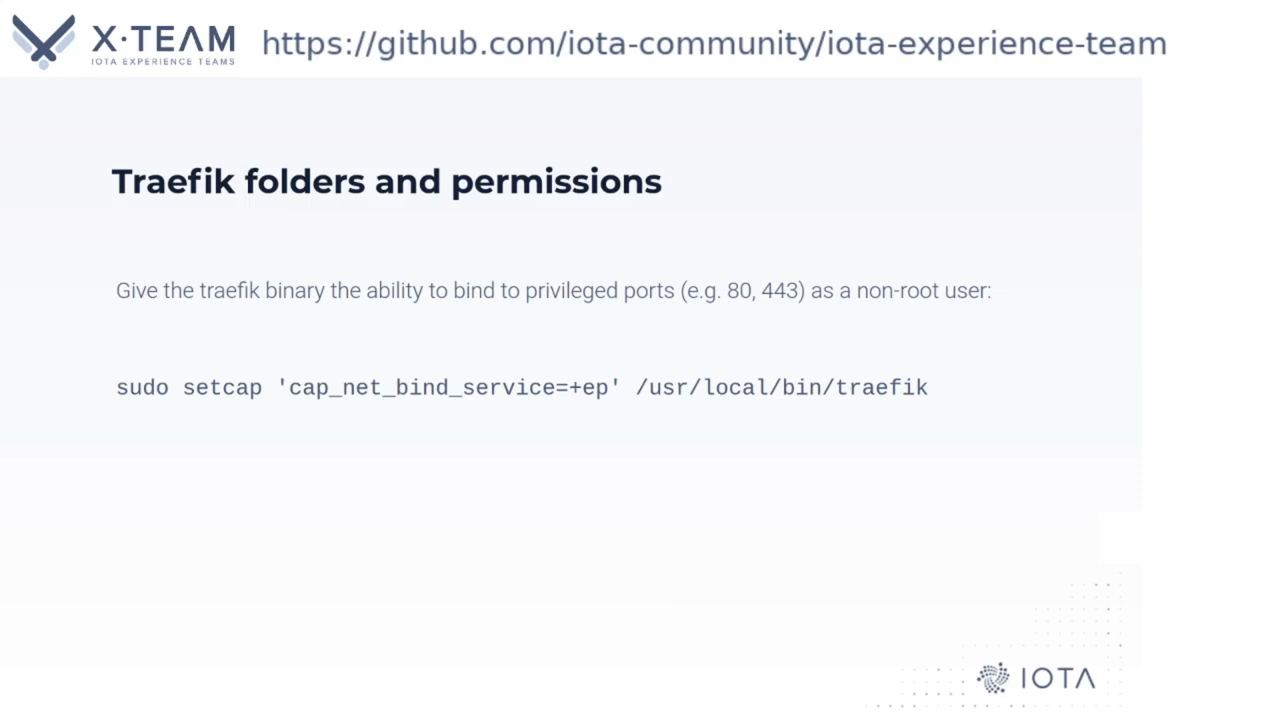 X·TEAM
IOTA EXPERIENCE TEAMS
https://github.com/iota-community/iota-experience-team
Traefik folders and permissions
Give the traefik binary the ability to bind to privileged ports (e.g. 80, 443) as a non-root user:
sudo setcap 'cap_net_bind_service=+ep' /usr/local/bin/traefik
IOTA